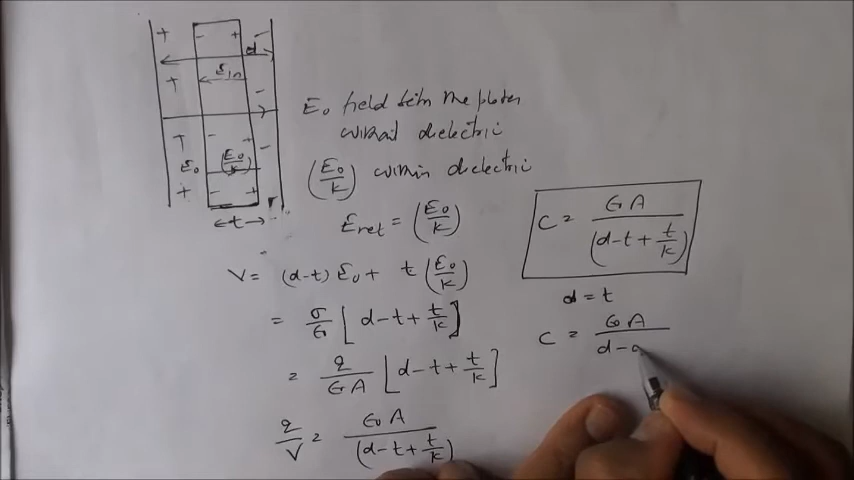 + - + -
d
E_in
+ -
+ - + -
E₀ (E₀/K)
+ - +
←t→
E₀ field b/n the plates
without dielectric
(E₀/K) within dielectric
E_net = (E₀/K)
V = (d-t) E₀ + t (E₀/K)
= σ/ε₀ [d-t+t/K]
= q/ε₀A [d-t+t/K]
q/V = ε₀A/(d-t+t/K)
C = ε₀A/(d-t+t/K)
d = t
C = ε₀A/d-